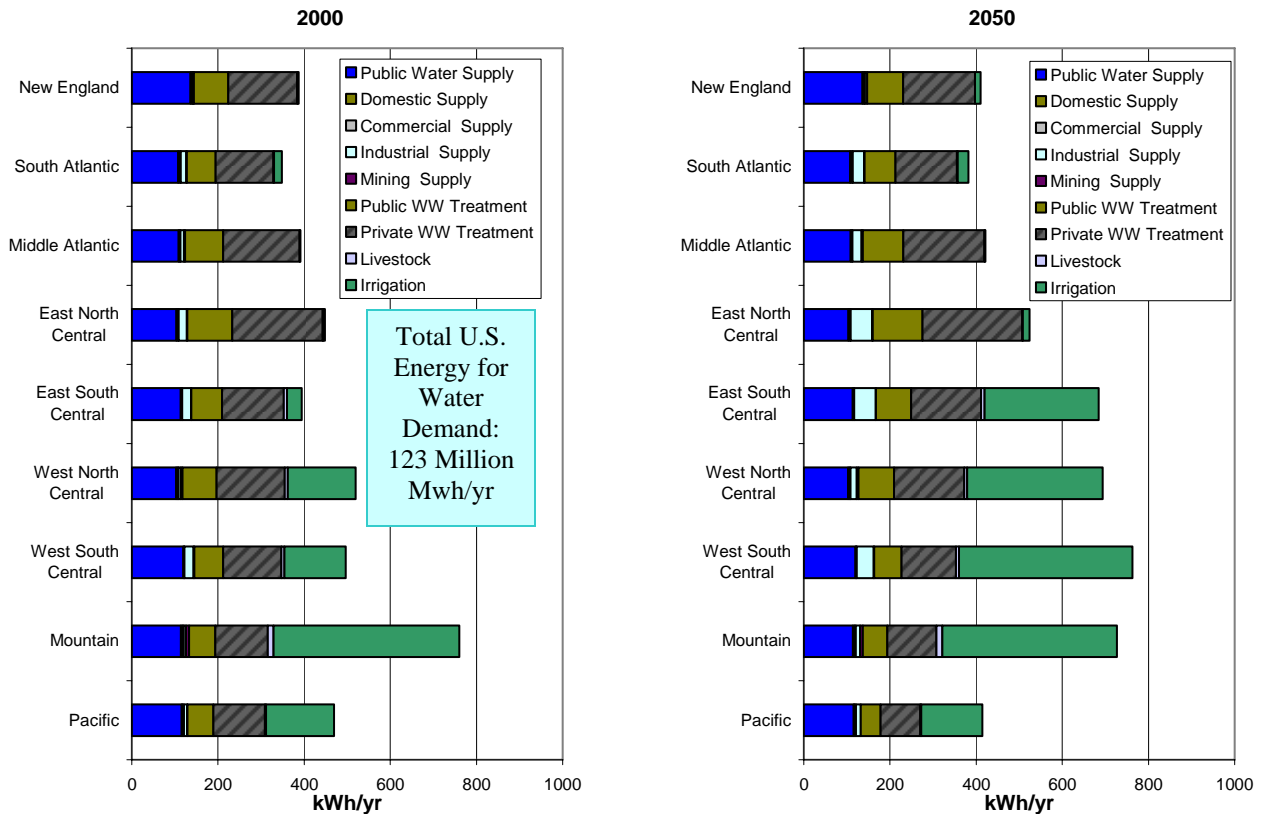 2000
New England
South Atlantic
Middle Atlantic
East North
Central
East South
Central
West North
Central
West South
Central
Mountain
Pacific
Public Water Supply
Domestic Supply
Commercial  Supply
Industrial  Supply
Mining  Supply
Public WW Treatment
Private WW Treatment
Livestock
Irrigation
Total U.S.
Energy for
Water
Demand:
123 Million
Mwh/yr
0 200 400 600 800 1000
kWh/yr
2050
New England
South Atlantic
Middle Atlantic
East North
Central
East South
Central
West North
Central
West South
Central
Mountain
Pacific
Public Water Supply
Domestic Supply
Commercial  Supply
Industrial  Supply
Mining  Supply
Public WW Treatment
Private WW Treatment
Livestock
Irrigation
0 200 400 600 800 1000
kWh/yr